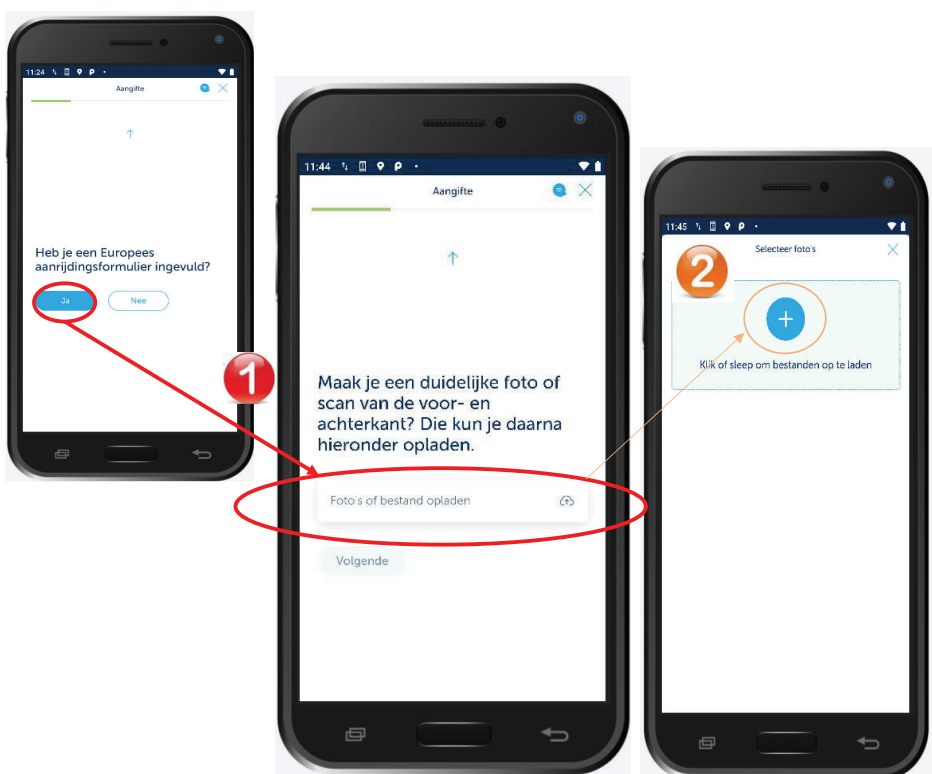 11:24
Aangifte
Heb je een Europees
aanrijdingsformulier ingevuld?
Ja
Nee
1
11:44
Aangifte
Maak je een duidelijke foto of
scan van de voor- en
achterkant? Die kun je daarna
hieronder opladen.
Foto's of bestand opladen
Volgende
11:45
Selecteer foto's
2
Klik of sleep om bestanden op te laden